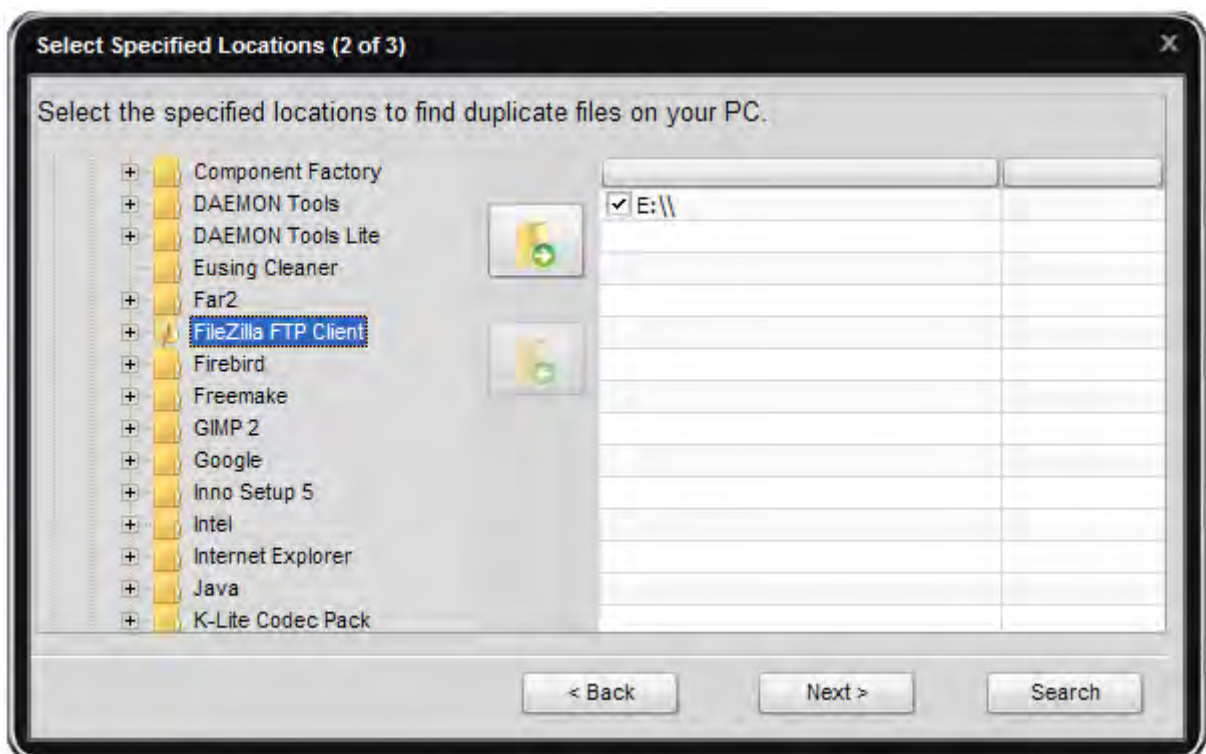 Select Specified Locations (2 of 3)
Select the specified locations to find duplicate files on your PC.
Component Factory
DAEMON Tools
DAEMON Tools Lite
Eusing Cleaner
Far2
FileZilla FTP Client
Firebird
Freemake
GIMP 2
Google
Inno Setup 5
Intel
Internet Explorer
Java
K-Lite Codec Pack
E:\\
< Back
Next >
Search